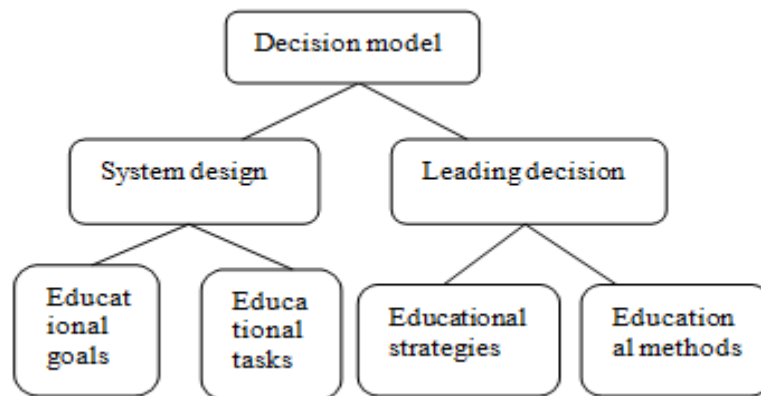 Decision model
System design
Leading decision
Educat
ional
goals
Educa
tional
tasks
Educational
strategies
Education
al methods